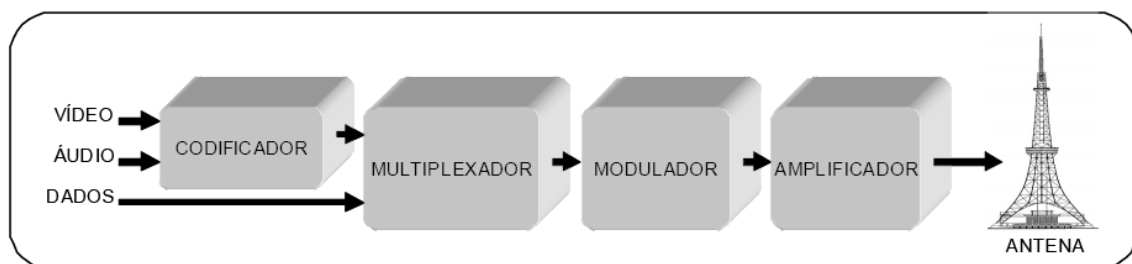 VÍDEO
ÁUDIO
DADOS
CODIFICADOR
MULTIPLEXADOR
MODULADOR
AMPLIFICADOR
ANTENA